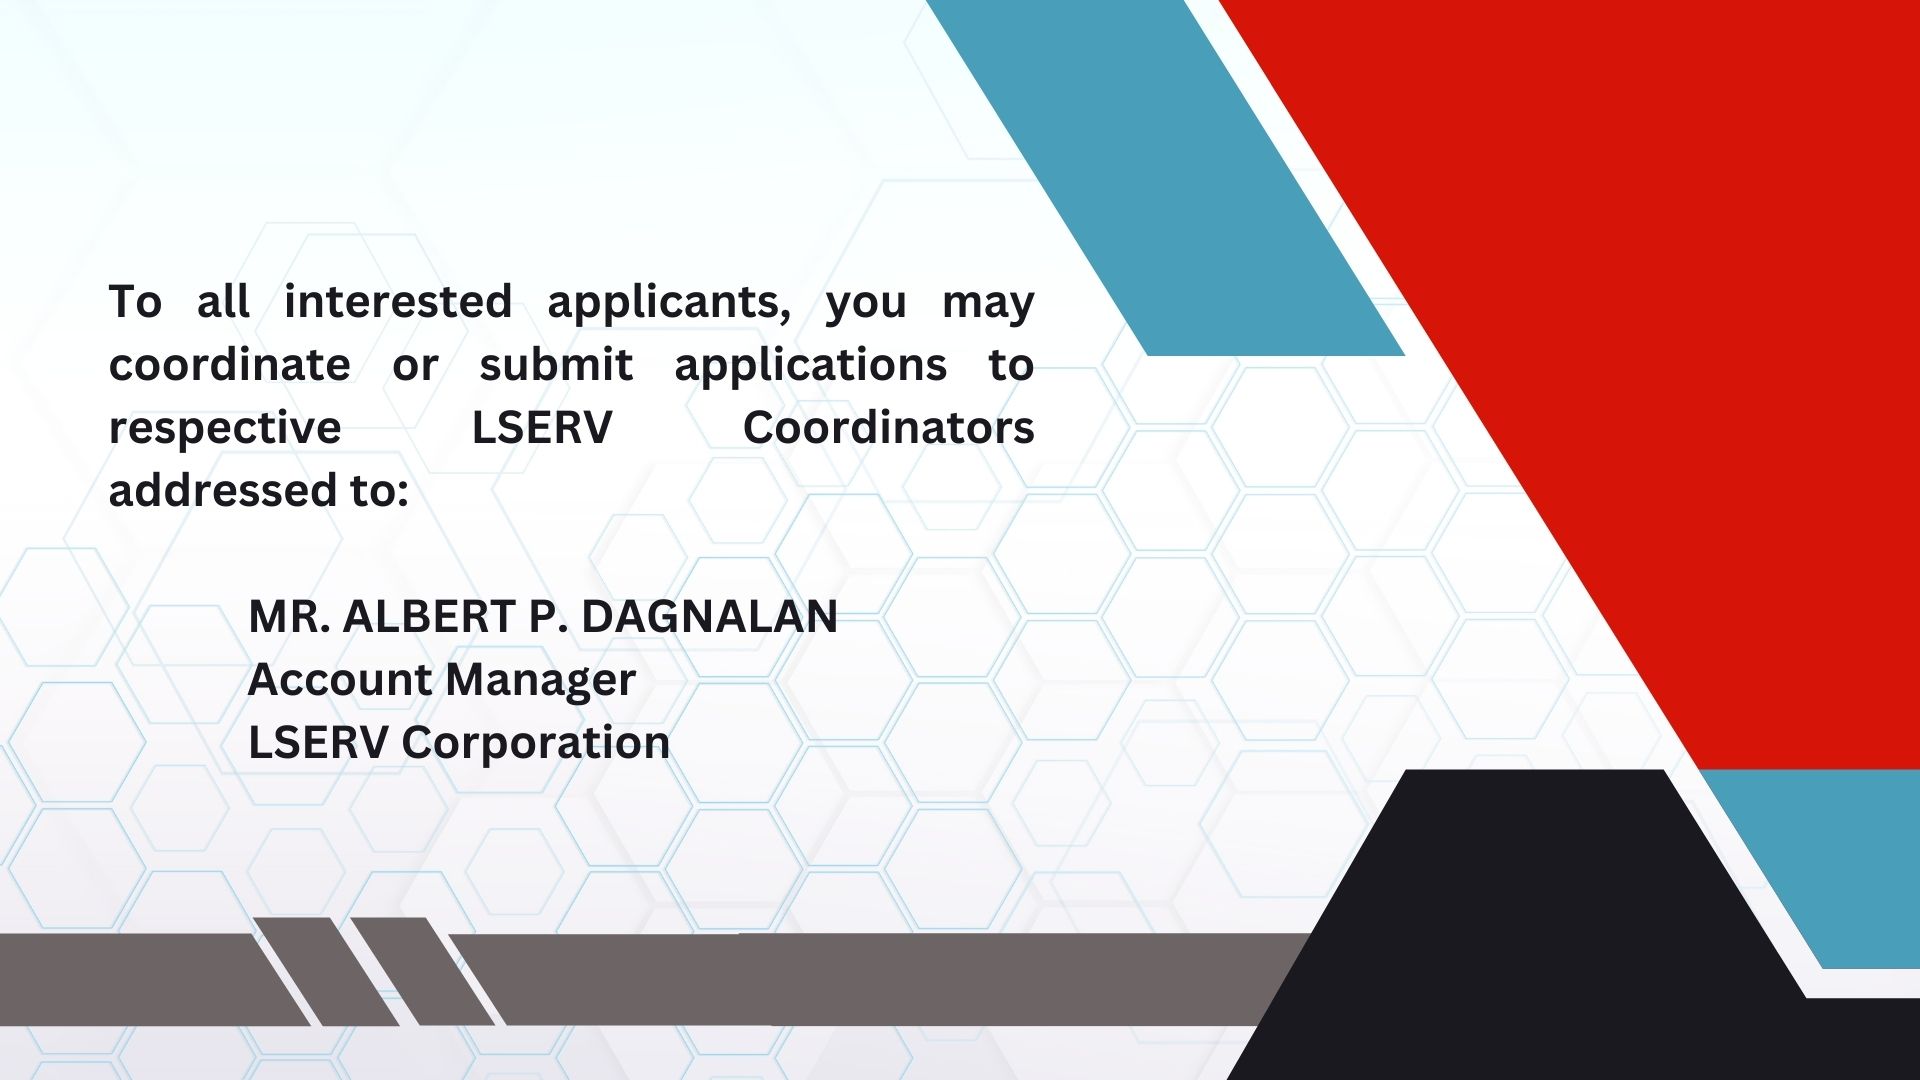 To all interested applicants, you may
coordinate or submit applications to
respective LSERV Coordinators
addressed to:
MR. ALBERT P. DAGNALAN
Account Manager
LSERV Corporation